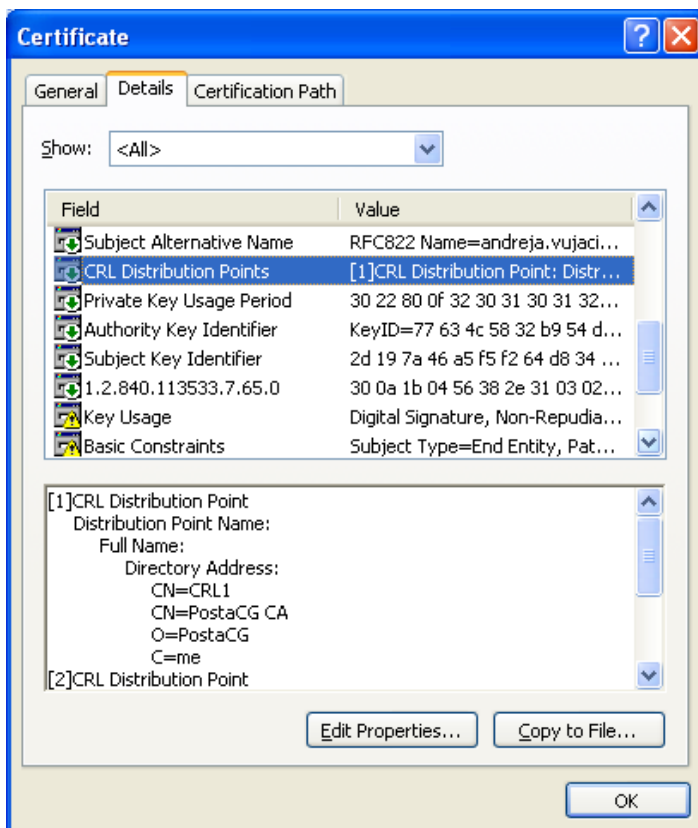 Certificate
General Details Certification Path
Show: <All>
Field Value
Subject Alternative Name RFC822 Name=andreja.vujaci...
CRL Distribution Points [1]CRL Distribution Point: Distr...
Private Key Usage Period 30 22 80 0f 32 30 31 30 31 32...
Authority Key Identifier KeyID=77 63 4c 58 32 b9 54 d...
Subject Key Identifier 2d 19 7a 46 a5 f5 f2 64 d8 34 ...
1.2.840.113533.7.65.0 30 0a 1b 04 56 38 2e 31 03 02...
Key Usage Digital Signature, Non-Repudia...
Basic Constraints Subject Type=End Entity, Pat...
[1]CRL Distribution Point
Distribution Point Name:
Full Name:
Directory Address:
CN=CRL1
CN=PostaCG CA
O=PostaCG
C=me
[2]CRL Distribution Point
Edit Properties... Copy to File...
OK